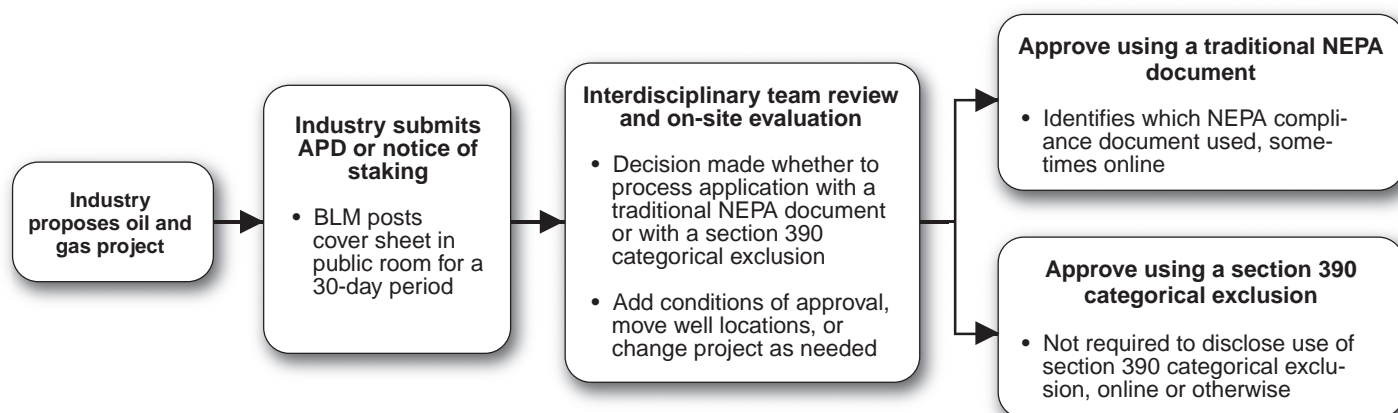 Industry
proposes oil and
gas project
Industry submits
APD or notice of
staking
• BLM posts
cover sheet in
public room for a
30-day period
Interdisciplinary team review
and on-site evaluation
• Decision made whether to
process application with a
traditional NEPA document
or with a section 390
categorical exclusion
• Add conditions of approval,
move well locations, or
change project as needed
Approve using a traditional NEPA
document
• Identifies which NEPA compli-
ance document used, some-
times online
Approve using a section 390
categorical exclusion
• Not required to disclose use of
section 390 categorical exclu-
sion, online or otherwise